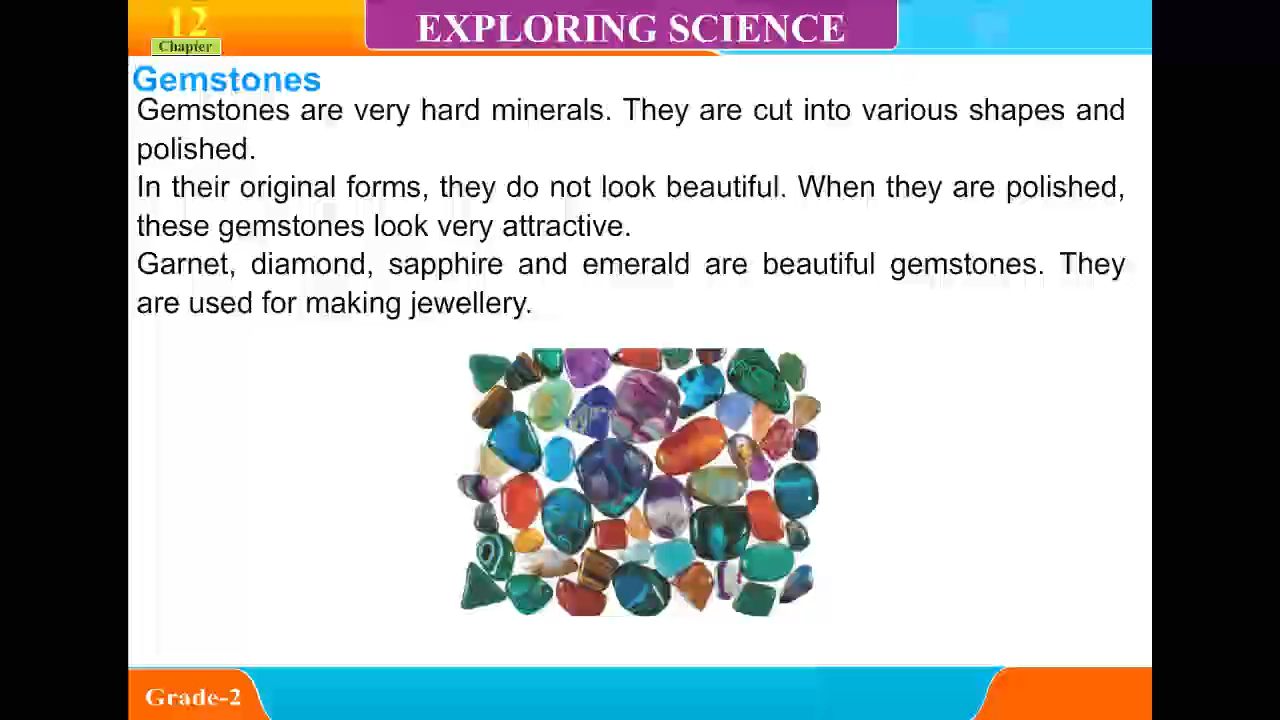 12
Chapter
EXPLORING SCIENCE
Gemstones
Gemstones are very hard minerals. They are cut into various shapes and
polished.
In their original forms, they do not look beautiful. When they are polished,
these gemstones look very attractive.
Garnet, diamond, sapphire and emerald are beautiful gemstones. They
are used for making jewellery.
Grade-2